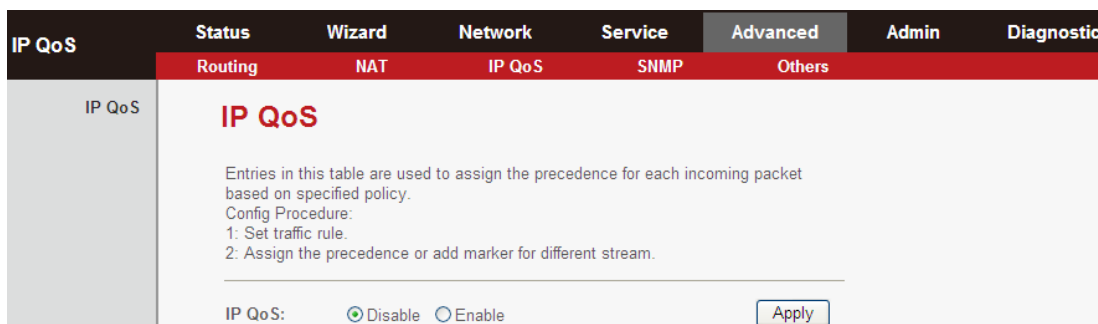 IP QoS
Status Wizard Network Service Advanced Admin Diagnostic
Routing NAT IP QoS SNMP Others
IP QoS
IP QoS
Entries in this table are used to assign the precedence for each incoming packet
based on specified policy.
Config Procedure:
1: Set traffic rule.
2: Assign the precedence or add marker for different stream.
IP QoS: Disable Enable Apply